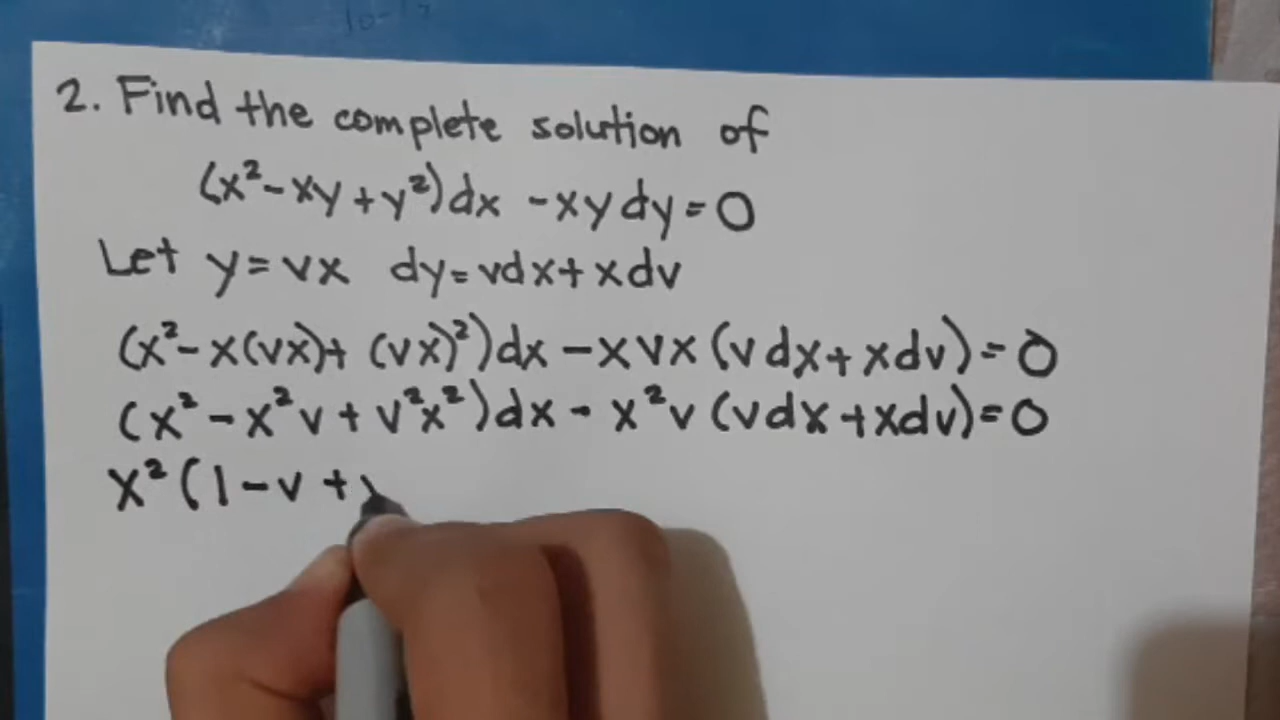 2. Find the complete solution of
(x²-xy+y²)dx -xydy=0
Let y=vx dy=vdx+xdv
(x²-x(vx)+(vx)²)dx-xvx(vdx+xdv)=0
(x²-x²v+v²x²)dx-x²v(vdx+xdv)=0
x²(1-v+